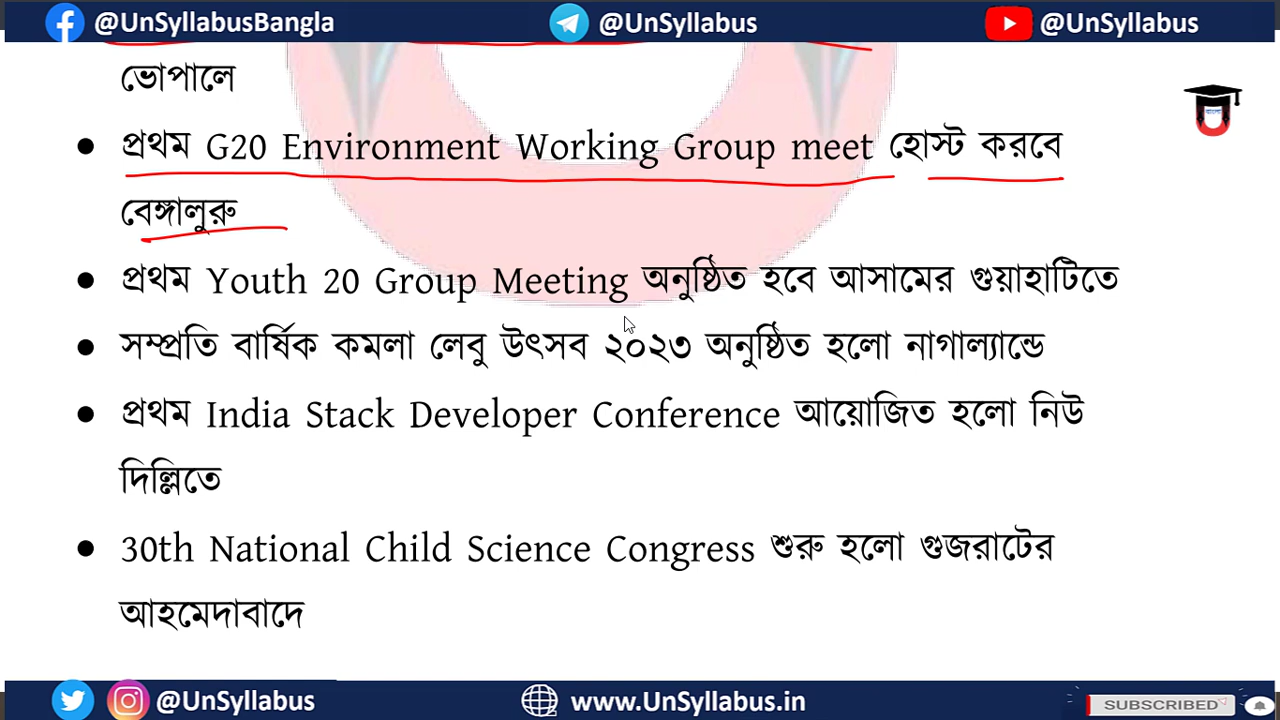 @UnSyllabusBangla @UnSyllabus @UnSyllabus
ভোপালে
● প্রথম G20 Environment Working Group meet হোস্ট করবে
বেঙ্গালুরু
● প্রথম Youth 20 Group Meeting অনুষ্ঠিত হবে আসামের গুয়াহাটিতে
● সম্প্রতি বার্ষিক কমলা লেবু উৎসব ২০২৩ অনুষ্ঠিত হলো নাগাল্যান্ডে
● প্রথম India Stack Developer Conference আয়োজিত হলো নিউ
দিল্লিতে
● 30th National Child Science Congress শুরু হলো গুজরাটের
আহমেদাবাদে
@UnSyllabus www.UnSyllabus.in SUBSCRIBED